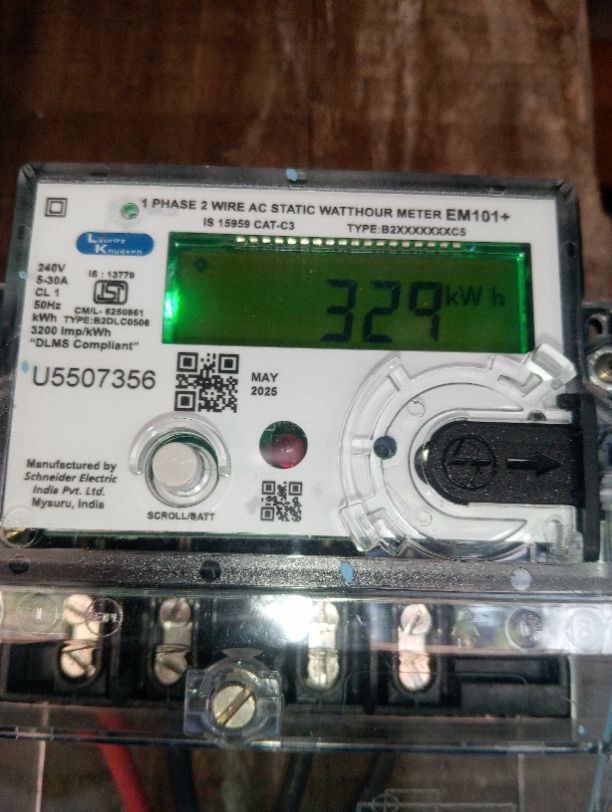 1 PHASE 2 WIRE AC STATIC WATTHOUR METER EM101+
IS 15959 CAT-C3 TYPE:B2XXXXXXXC5
Lauritz
Knudsen
240V
5-30A
CL 1
50Hz
kWh
3200 Imp/kWh
"DLMS Compliant"
IS : 13779
ISI
CM/L- 6250861
TYPE:B2DLC0506
329 kWh
U5507356
MAY
2025
Manufactured by
Schneider Electric
India Pvt. Ltd.
Mysuru, India
SCROLL/BATT
LT